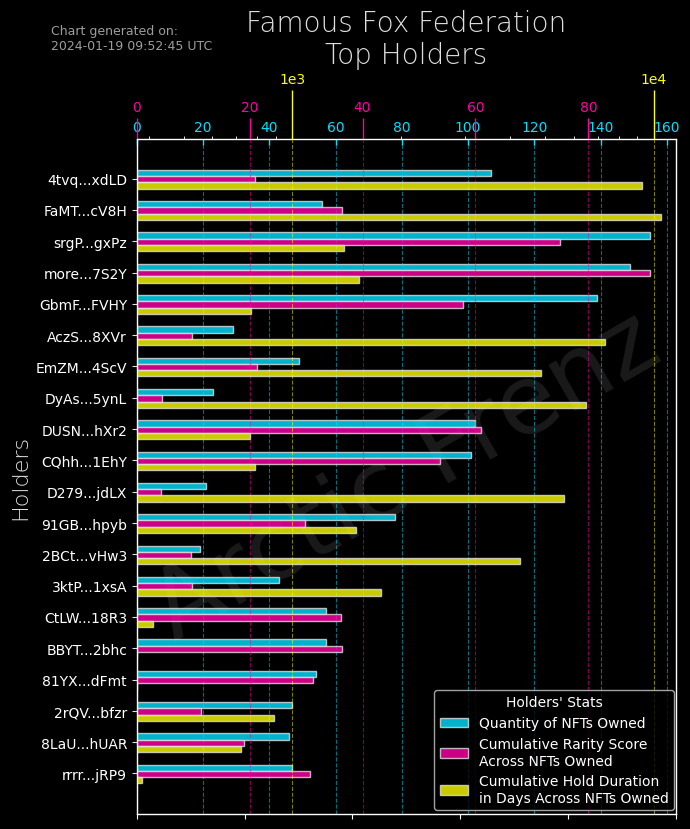 Chart generated on:
2024-01-19 09:52:45 UTC
Famous Fox Federation
Top Holders
1e3 1e4
0 20 40 60 80
0 20 40 60 80 100 120 140 160
Holders
4tvq...xdLD
FaMT...cV8H
srgP...gxPz
more...7S2Y
GbmF...FVHY
AczS...8XVr
EmZM...4ScV
DyAs...5ynL
DUSN...hXr2
CQhh...1EhY
D279...jdLX
91GB...hpyb
2BCt...vHw3
3ktP...1xsA
CtLW...18R3
BBYT...2bhc
81YX...dFmt
2rQV...bfzr
8LaU...hUAR
rrrr...jRP9
Arctic Frenz
Holders' Stats
Quantity of NFTs Owned
Cumulative Rarity Score
Across NFTs Owned
Cumulative Hold Duration
in Days Across NFTs Owned